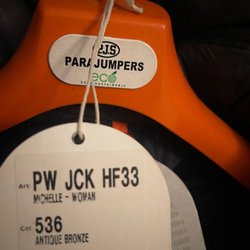 PJS
PARAJUMPERS
eco
Art: PW JCK HF33
MICHELLE - WOMAN
Col: 536
ANTIQUE BRONZE